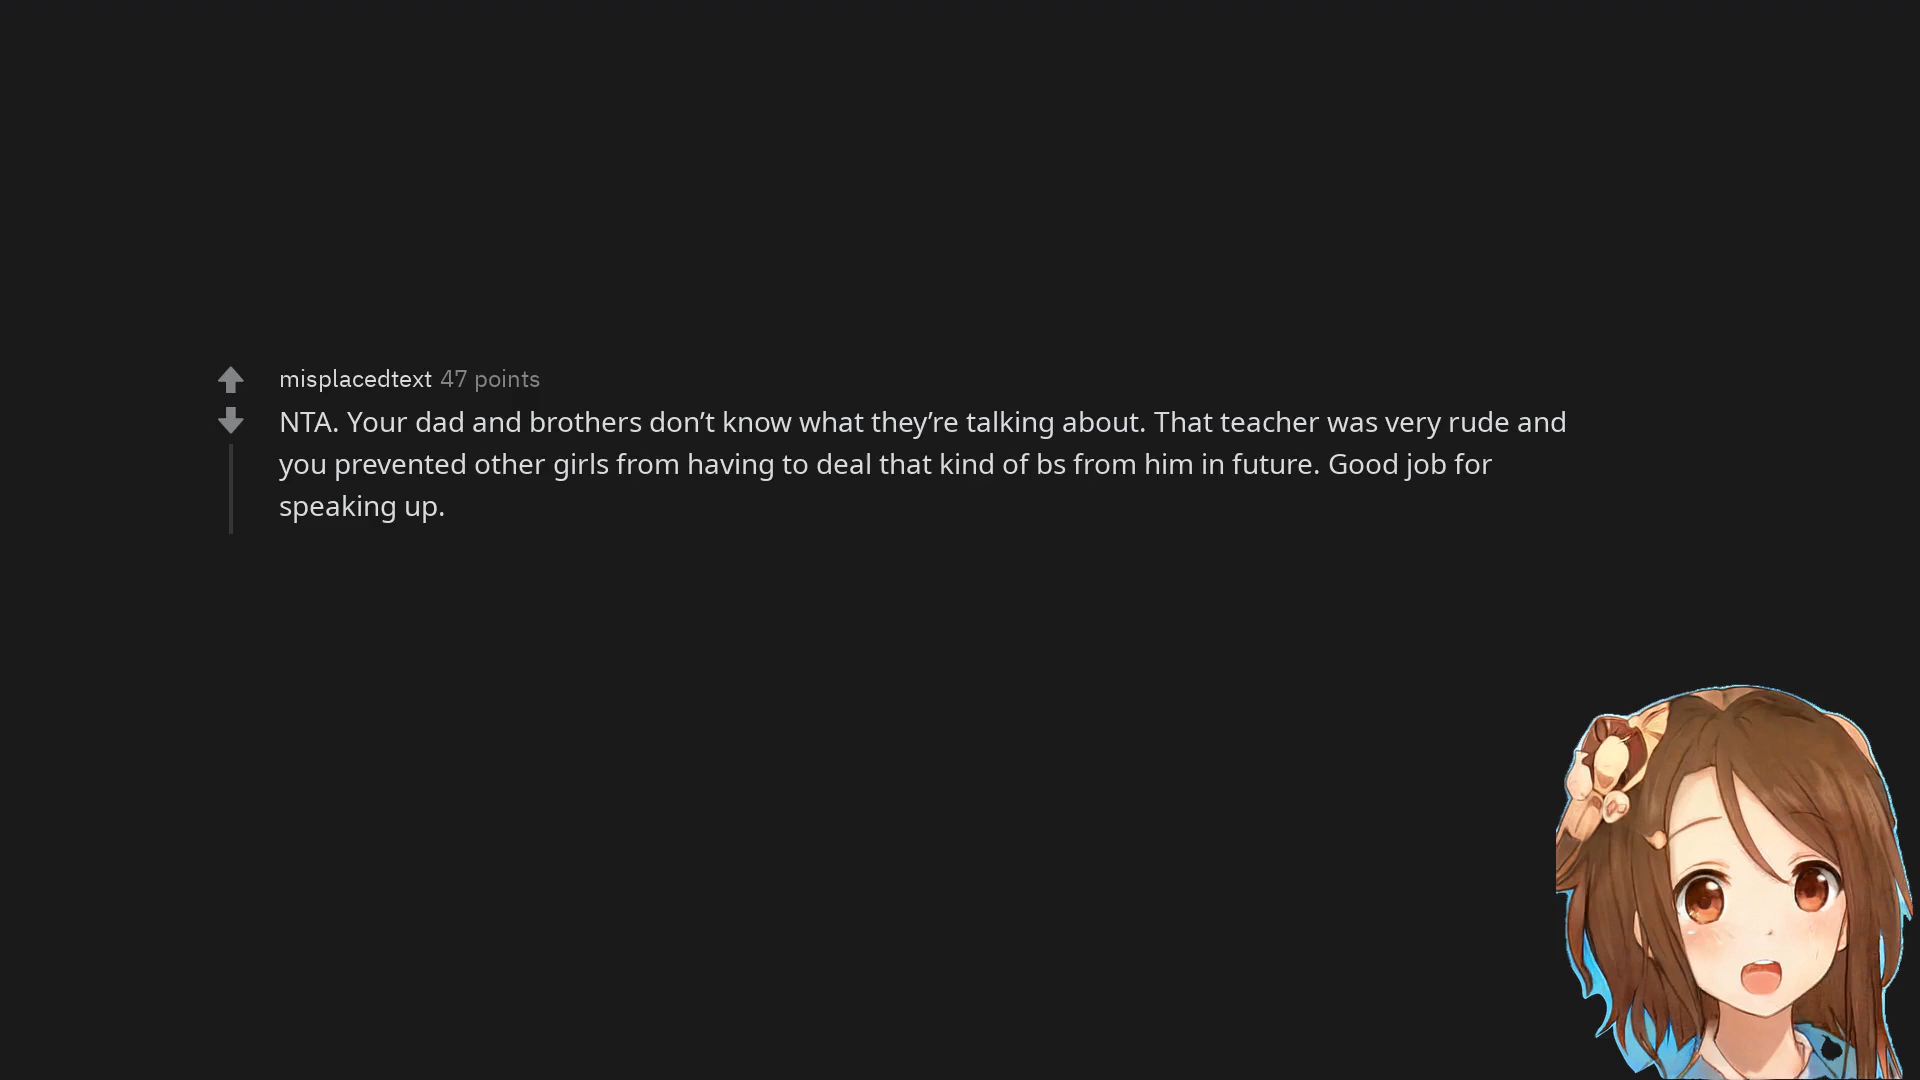 misplacedtext 47 points
NTA. Your dad and brothers don’t know what they’re talking about. That teacher was very rude and
you prevented other girls from having to deal that kind of bs from him in future. Good job for
speaking up.